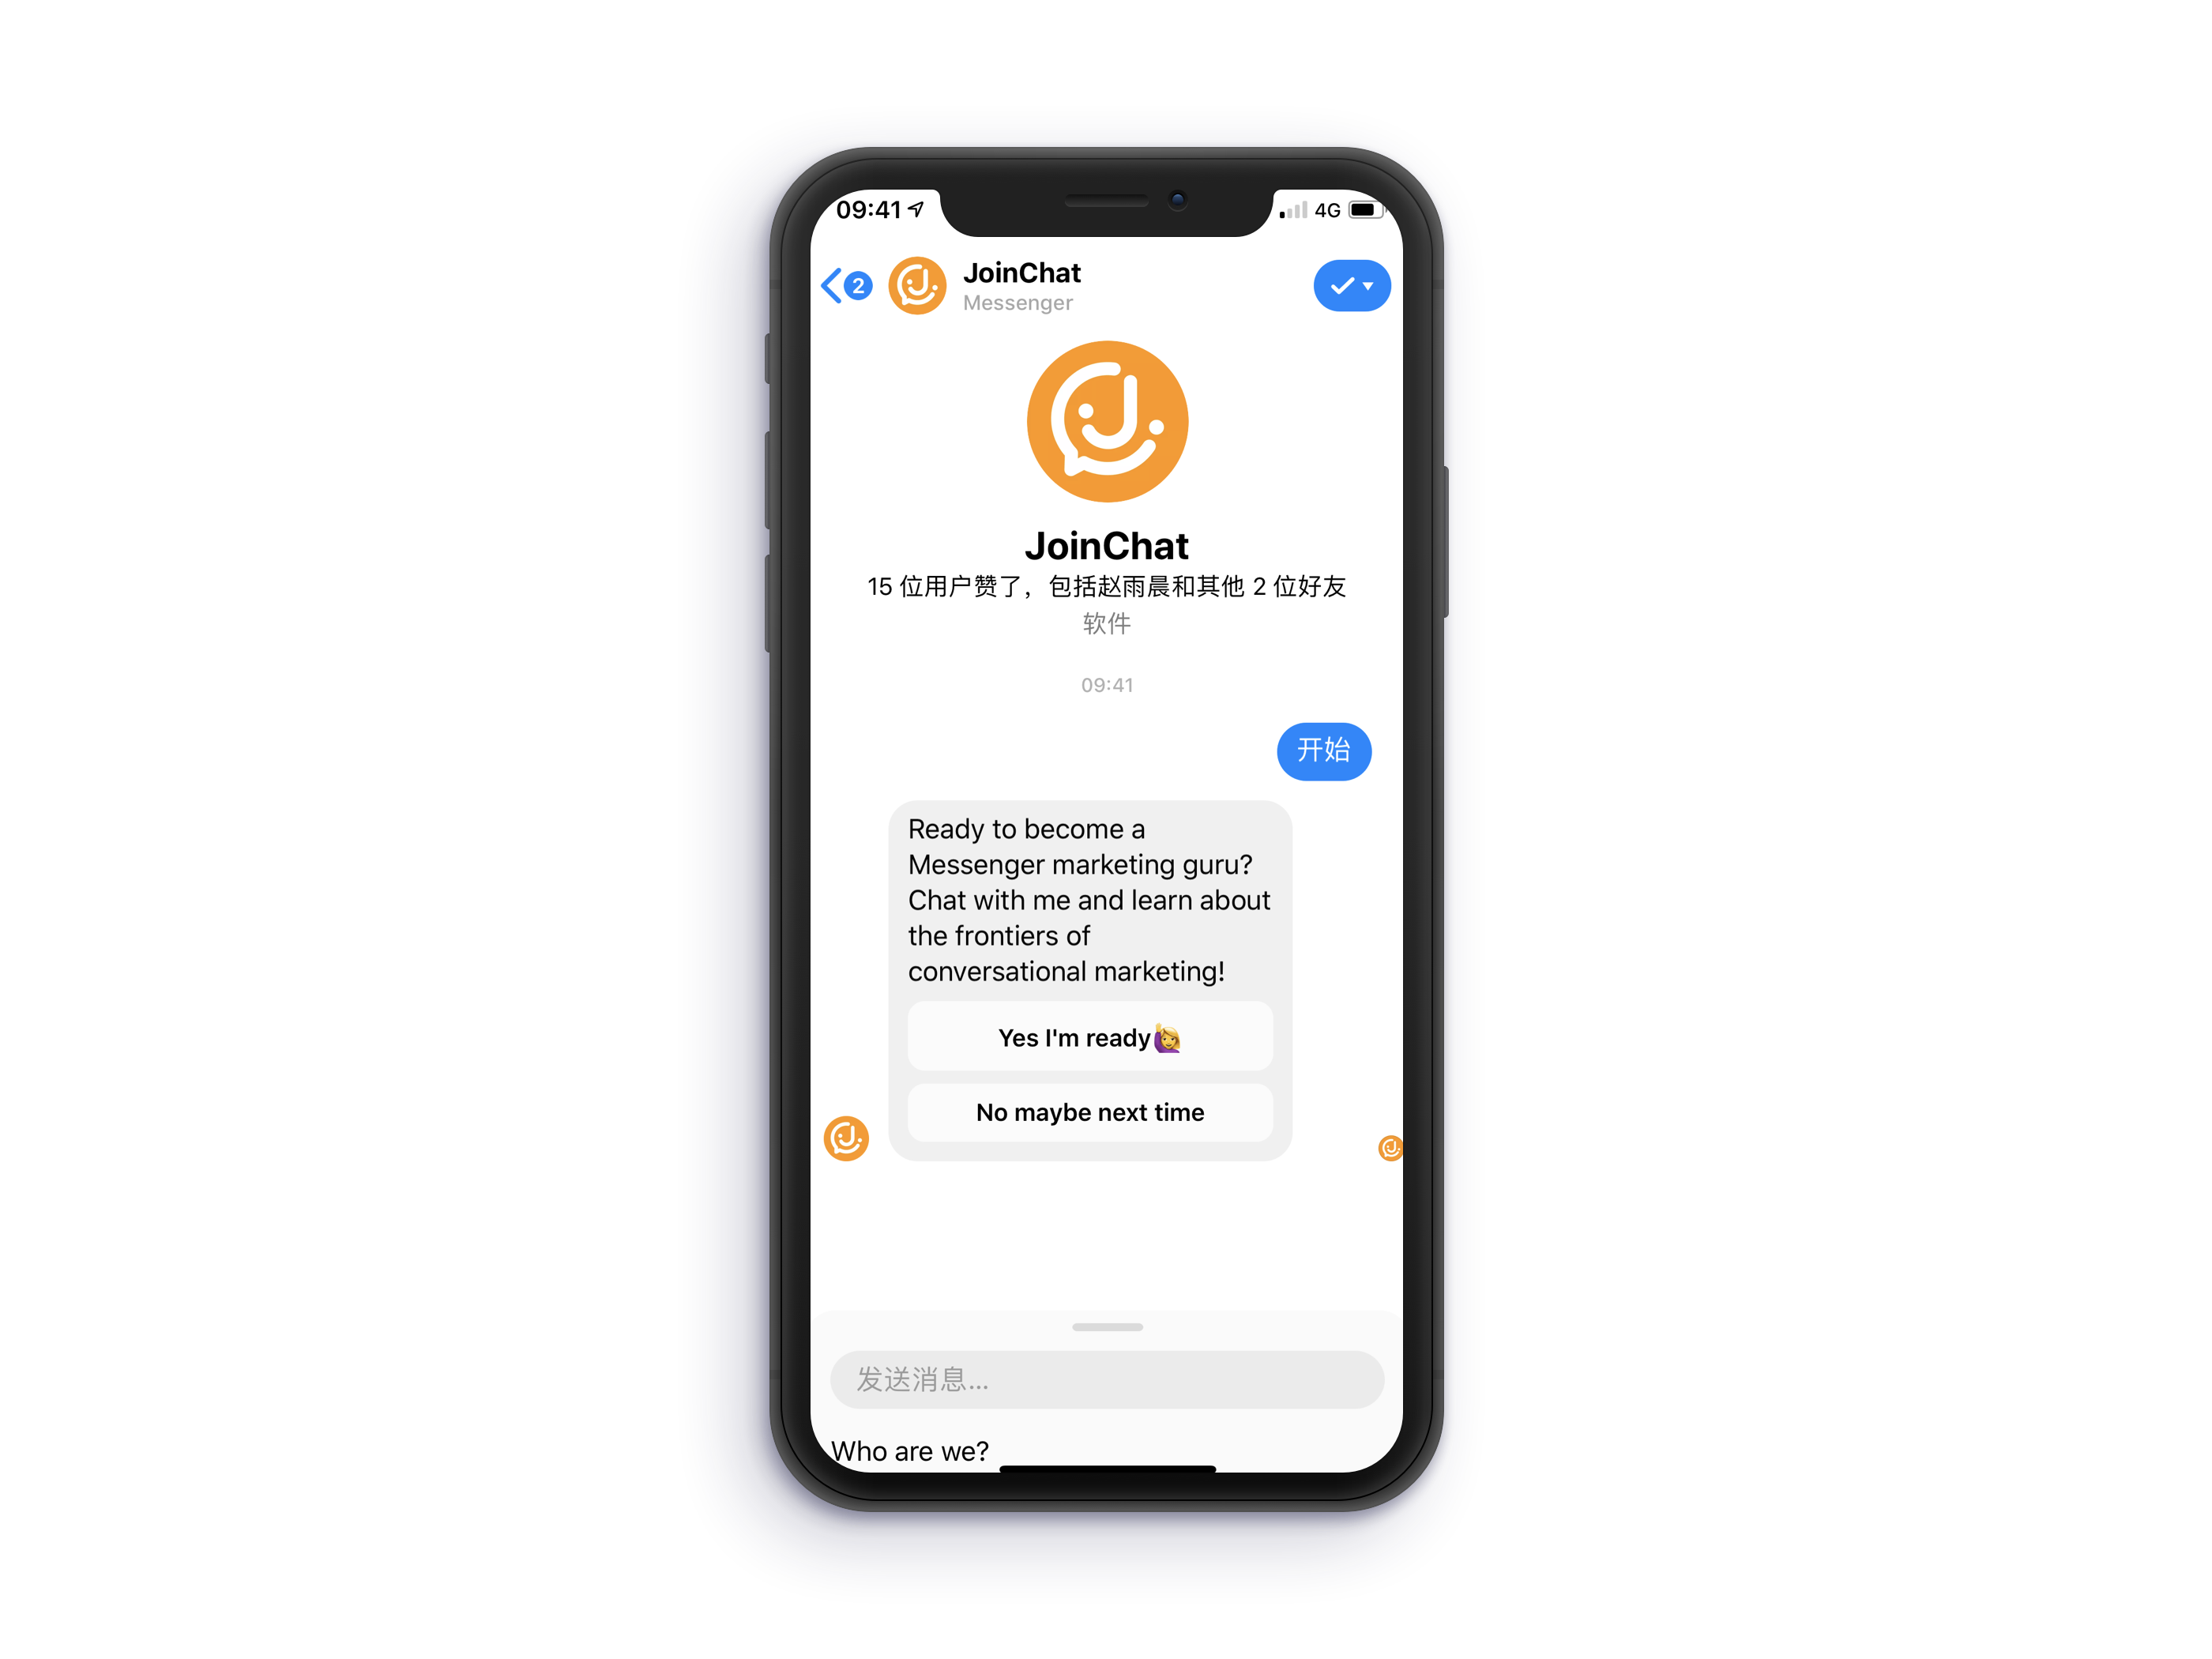 09:41
4G
2
JoinChat
Messenger
JoinChat
15 位用户赞了，包括赵雨晨和其他 2 位好友
软件
09:41
开始
Ready to become a
Messenger marketing guru?
Chat with me and learn about
the frontiers of
conversational marketing!
Yes I'm ready🙋‍♀️
No maybe next time
发送消息...
Who are we?